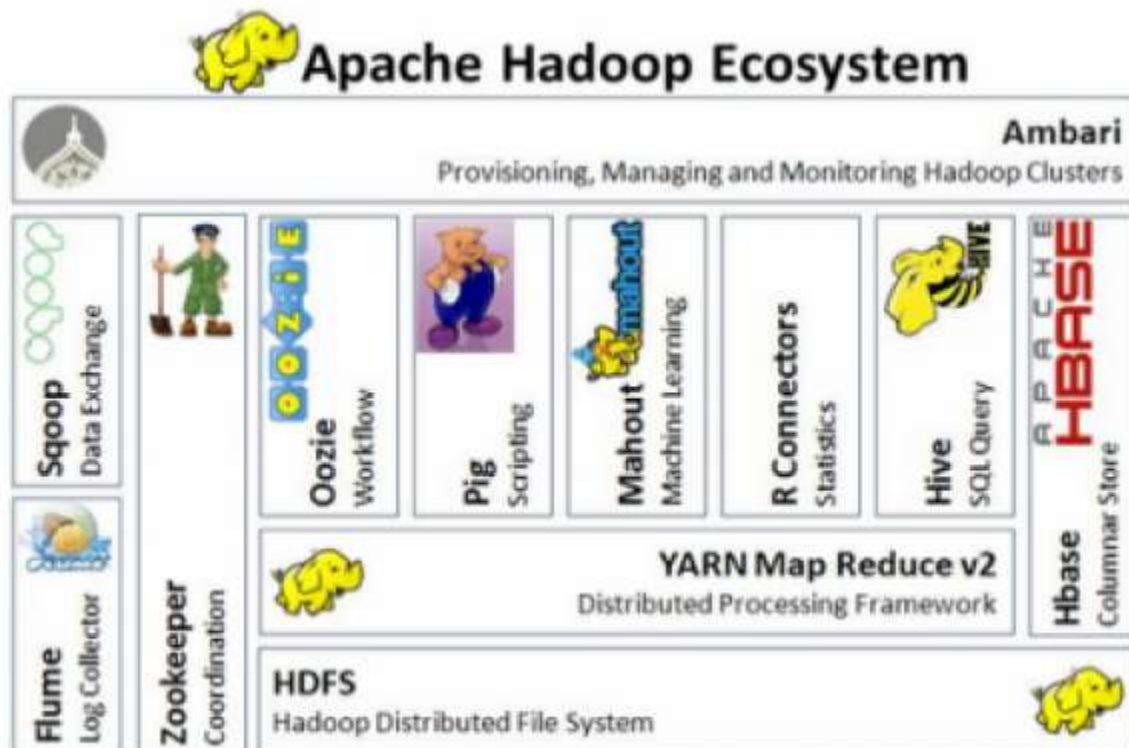 Apache Hadoop Ecosystem
Ambari
Provisioning, Managing and Monitoring Hadoop Clusters
Sqoop
Data Exchange
Zookeeper
Coordination
OOZIE
Oozie
Workflow
Pig
Scripting
mahout
Mahout
Machine Learning
R Connectors
Statistics
HIVE
Hive
SQL Query
APACHE
HBASE
Hbase
Columnar Store
Flume
Log Collector
YARN Map Reduce v2
Distributed Processing Framework
HDFS
Hadoop Distributed File System